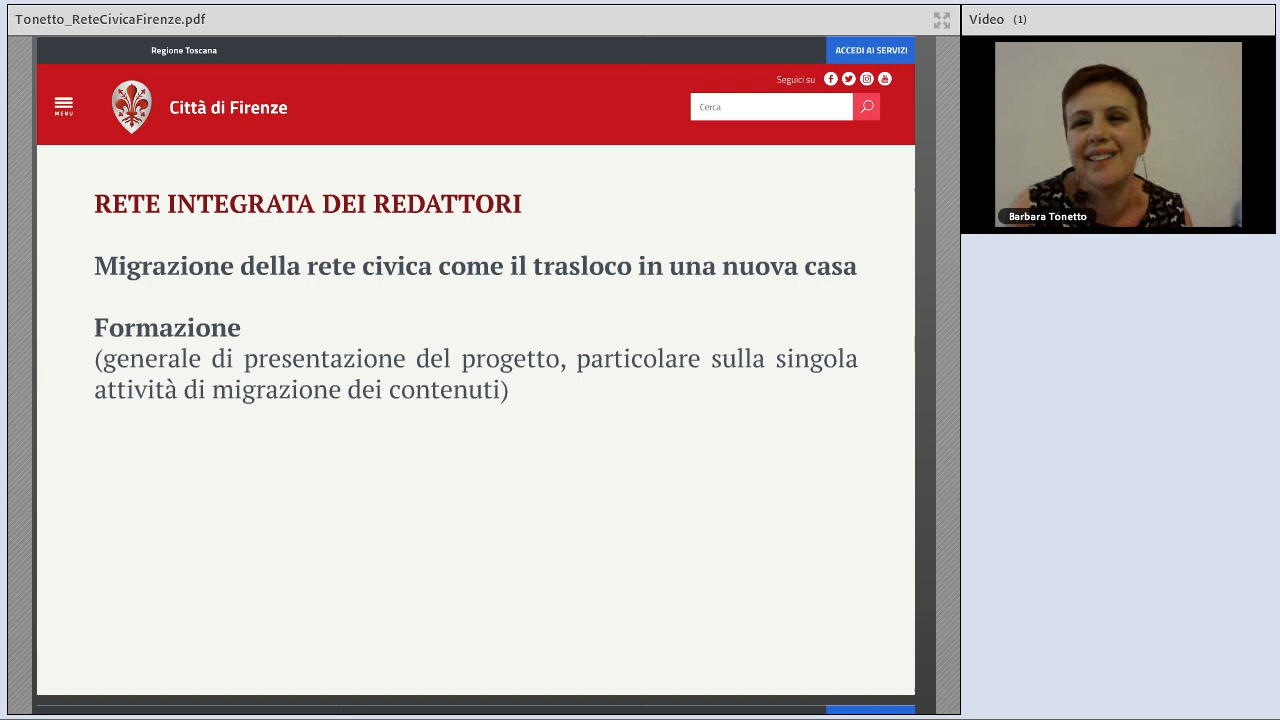 Tonetto_ReteCivicaFirenze.pdf
Video (1)
Regione Toscana
ACCEDI AI SERVIZI
Seguici su
MENU
Città di Firenze
Cerca
Barbara Tonetto
RETE INTEGRATA DEI REDATTORI
Migrazione della rete civica come il trasloco in una nuova casa
Formazione
(generale di presentazione del progetto, particolare sulla singola
attività di migrazione dei contenuti)